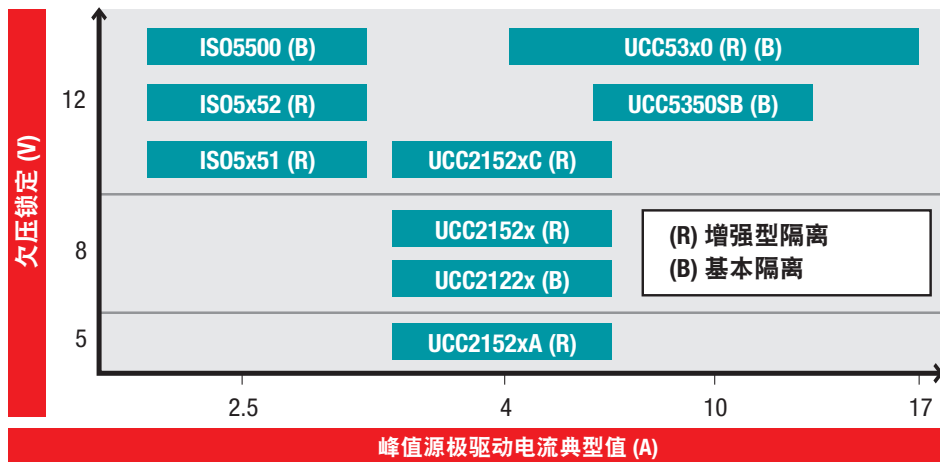 欠压锁定 (V)
12
ISO5500 (B)
UCC53x0 (R) (B)
ISO5x52 (R)
UCC5350SB (B)
ISO5x51 (R)
UCC2152xC (R)
8
UCC2152x (R)
UCC2122x (B)
(R) 增强型隔离
(B) 基本隔离
5
UCC2152xA (R)
2.5
4
10
17
峰值源极驱动电流典型值 (A)